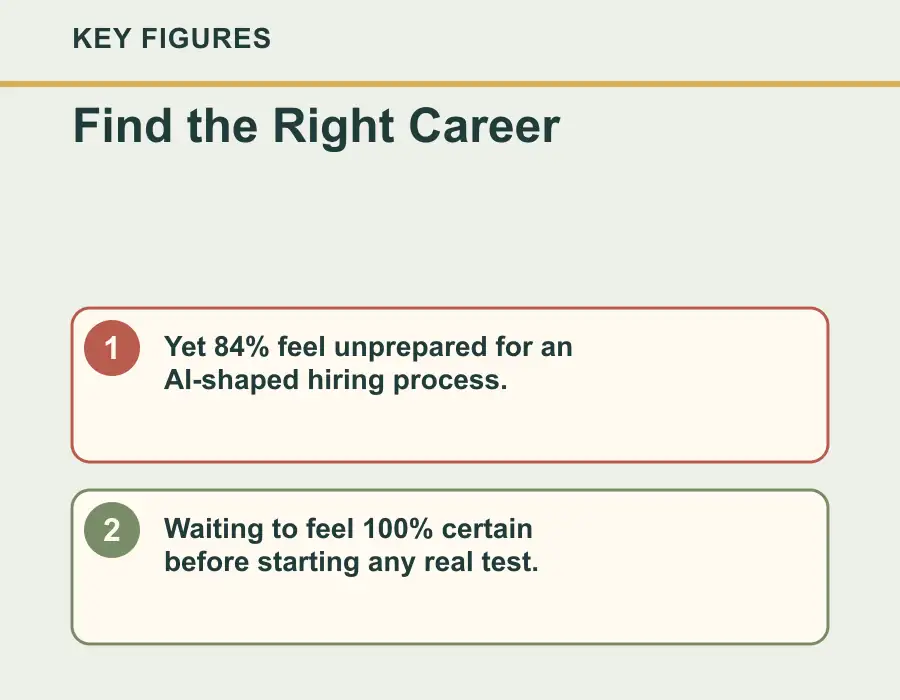 KEY FIGURES
Find the Right Career
1
Yet 84% feel unprepared for an
AI-shaped hiring process.
2
Waiting to feel 100% certain
before starting any real test.